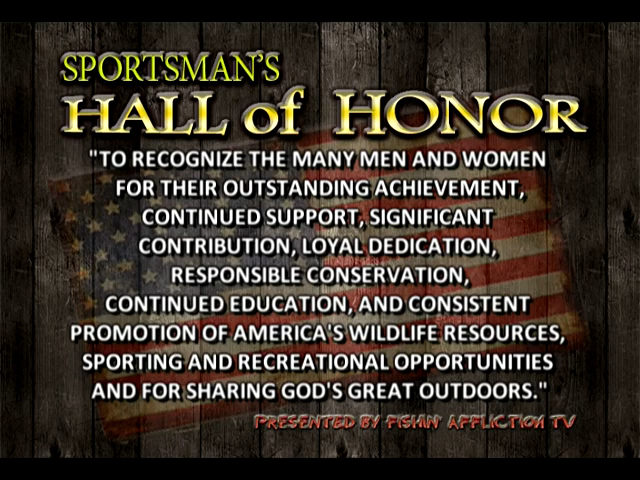 SPORTSMAN'S
HALL of HONOR
"TO RECOGNIZE THE MANY MEN AND WOMEN
FOR THEIR OUTSTANDING ACHIEVEMENT,
CONTINUED SUPPORT, SIGNIFICANT
CONTRIBUTION, LOYAL DEDICATION,
RESPONSIBLE CONSERVATION,
CONTINUED EDUCATION, AND CONSISTENT
PROMOTION OF AMERICA'S WILDLIFE RESOURCES,
SPORTING AND RECREATIONAL OPPORTUNITIES
AND FOR SHARING GOD'S GREAT OUTDOORS."
PRESENTED BY FISHIN' AFFLICTION TV